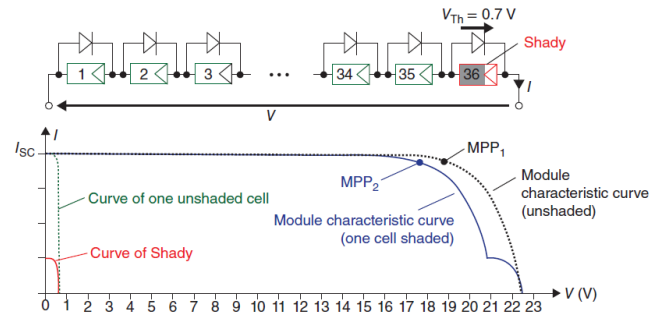 V_Th = 0.7 V
Shady
1 2 3 ••• 34 35 36
I
V
I_SC
I
MPP₁
MPP₂
Module
characteristic curve
(unshaded)
Curve of one unshaded cell
Module characteristic curve
(one cell shaded)
Curve of Shady
V (V)
0 1 2 3 4 5 6 7 8 9 10 11 12 13 14 15 16 17 18 19 20 21 22 23